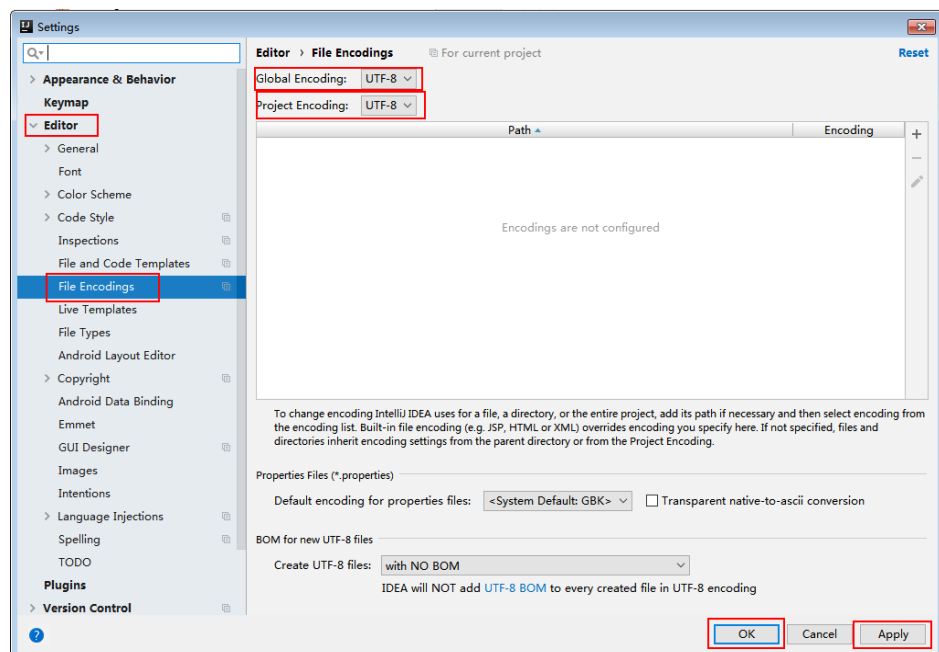 Settings
Appearance & Behavior
Keymap
Editor
General
Font
Color Scheme
Code Style
Inspections
File and Code Templates
File Encodings
Live Templates
File Types
Android Layout Editor
Copyright
Android Data Binding
Emmet
GUI Designer
Images
Intentions
Language Injections
Spelling
TODO
Plugins
Version Control
Editor › File Encodings For current project Reset
Global Encoding: UTF-8
Project Encoding: UTF-8
Path Encoding
Encodings are not configured
To change encoding IntelliJ IDEA uses for a file, a directory, or the entire project, add its path if necessary and then select encoding from
the encoding list. Built-in file encoding (e.g. JSP, HTML or XML) overrides encoding you specify here. If not specified, files and
directories inherit encoding settings from the parent directory or from the Project Encoding.
Properties Files (*.properties)
Default encoding for properties files: <System Default: GBK> Transparent native-to-ascii conversion
BOM for new UTF-8 files
Create UTF-8 files: with NO BOM
IDEA will NOT add UTF-8 BOM to every created file in UTF-8 encoding
? OK Cancel Apply